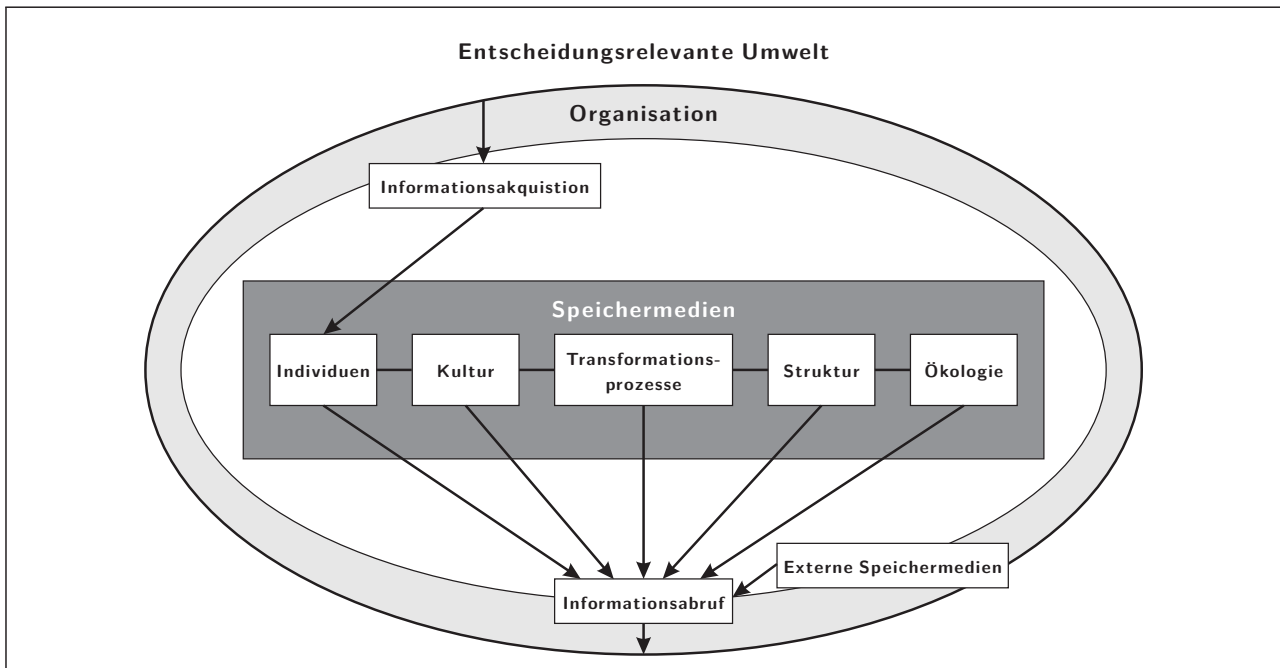 Entscheidungsrelevante Umwelt
Organisation
Informationsakquistion
Speichermedien
Individuen
Kultur
Transformations-
prozesse
Struktur
Ökologie
Externe Speichermedien
Informationsabruf